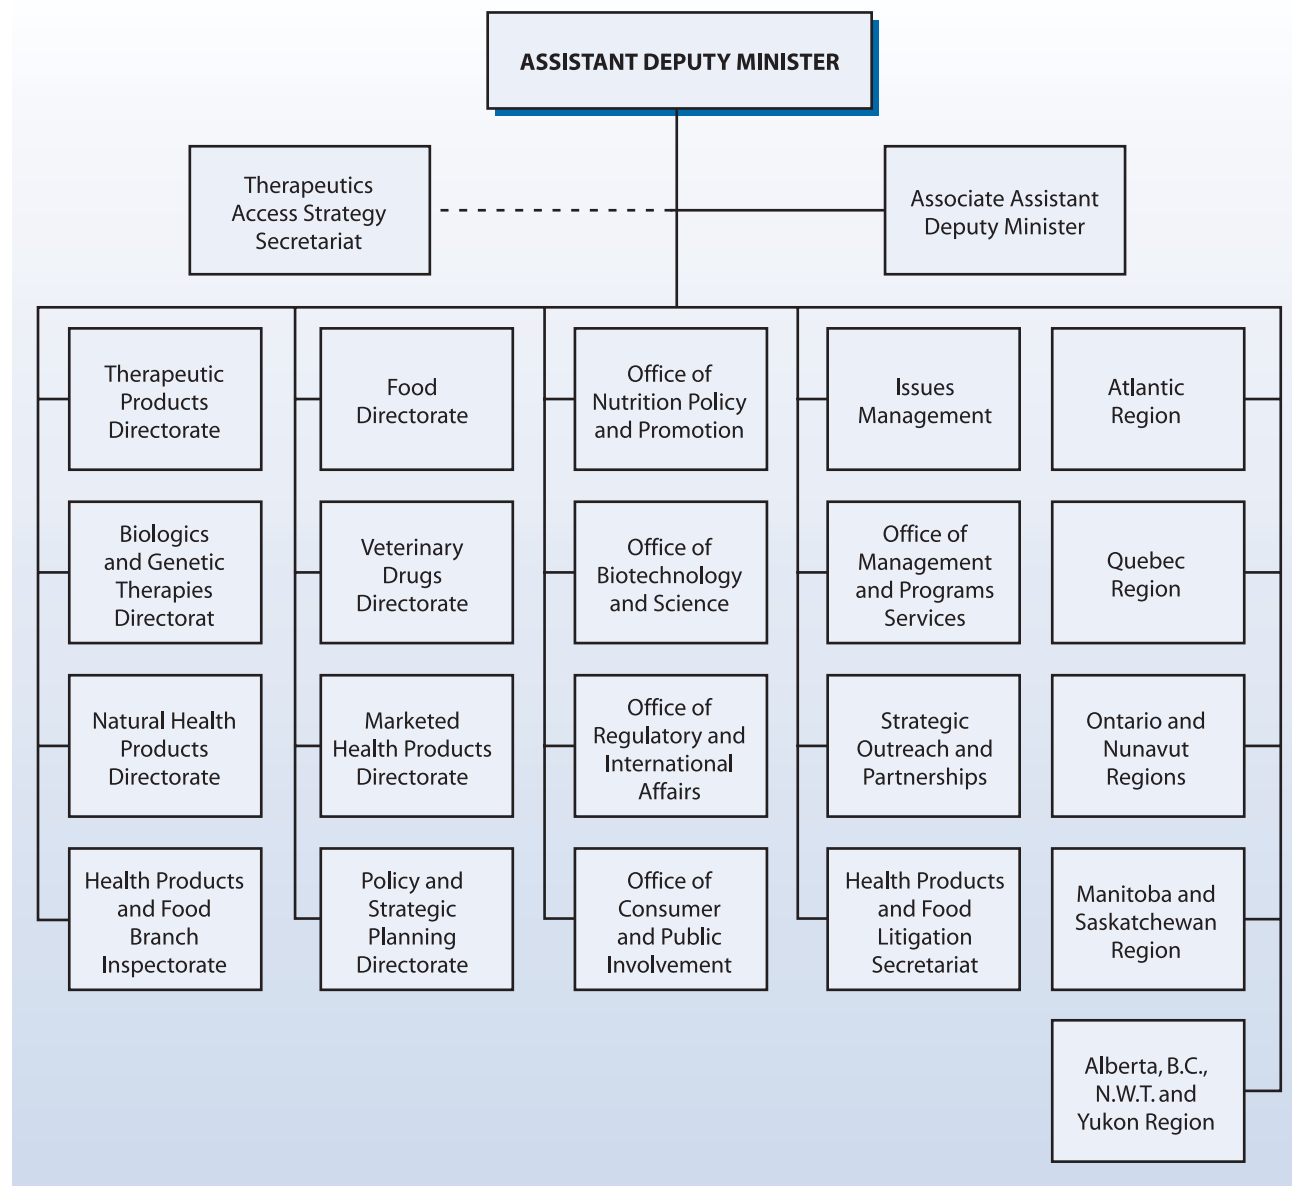 ASSISTANT DEPUTY MINISTER
Therapeutics
Access Strategy
Secretariat
Associate Assistant
Deputy Minister
Therapeutic
Products
Directorate
Food
Directorate
Office of
Nutrition Policy
and Promotion
Issues
Management
Atlantic
Region
Biologics
and Genetic
Therapies
Directorat
Veterinary
Drugs
Directorate
Office of
Biotechnology
and Science
Office of
Management
and Programs
Services
Quebec
Region
Natural Health
Products
Directorate
Marketed
Health Products
Directorate
Office of
Regulatory and
International
Affairs
Strategic
Outreach and
Partnerships
Ontario and
Nunavut
Regions
Health Products
and Food
Branch
Inspectorate
Policy and
Strategic
Planning
Directorate
Office of
Consumer
and Public
Involvement
Health Products
and Food
Litigation
Secretariat
Manitoba and
Saskatchewan
Region
Alberta, B.C.,
N.W.T. and
Yukon Region